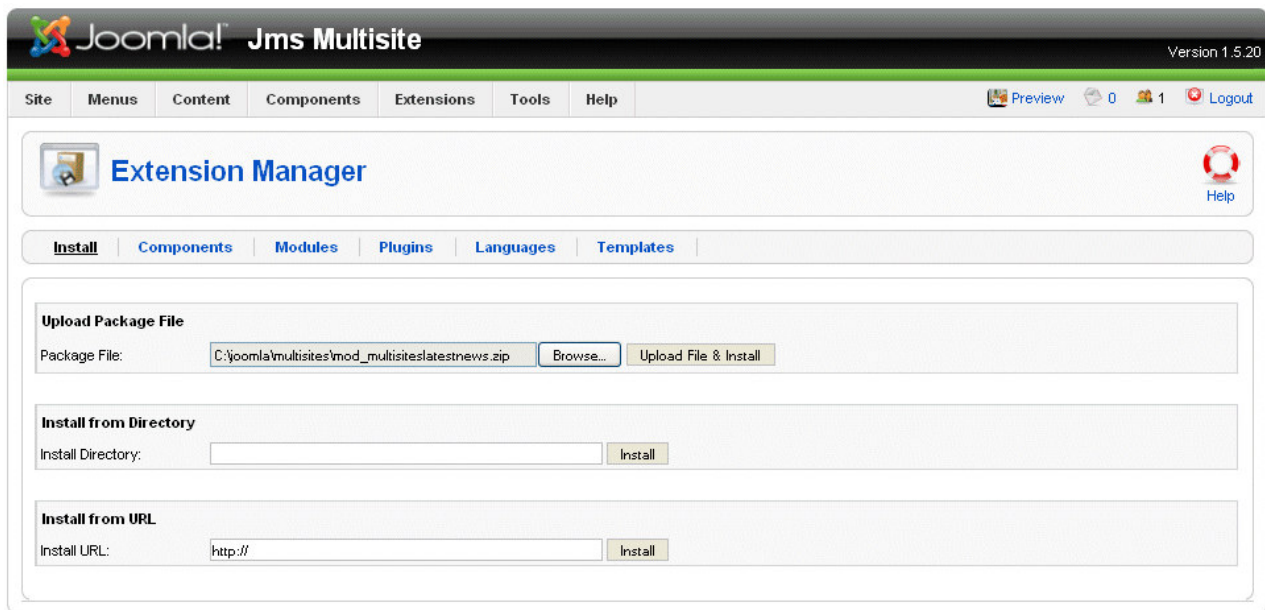 Joomla! Jms Multisite
Version 1.5.20
Site Menus Content Components Extensions Tools Help Preview 0 1 Logout
Extension Manager
Help
Install Components Modules Plugins Languages Templates
Upload Package File
Package File: C:\joomla\multisites\mod_multisiteslatestnews.zip Browse... Upload File & Install
Install from Directory
Install Directory: Install
Install from URL
Install URL: http:// Install